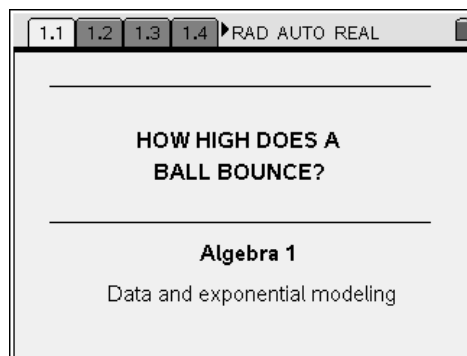 1.1 1.2 1.3 1.4 RAD AUTO REAL
HOW HIGH DOES A
BALL BOUNCE?
Algebra 1
Data and exponential modeling